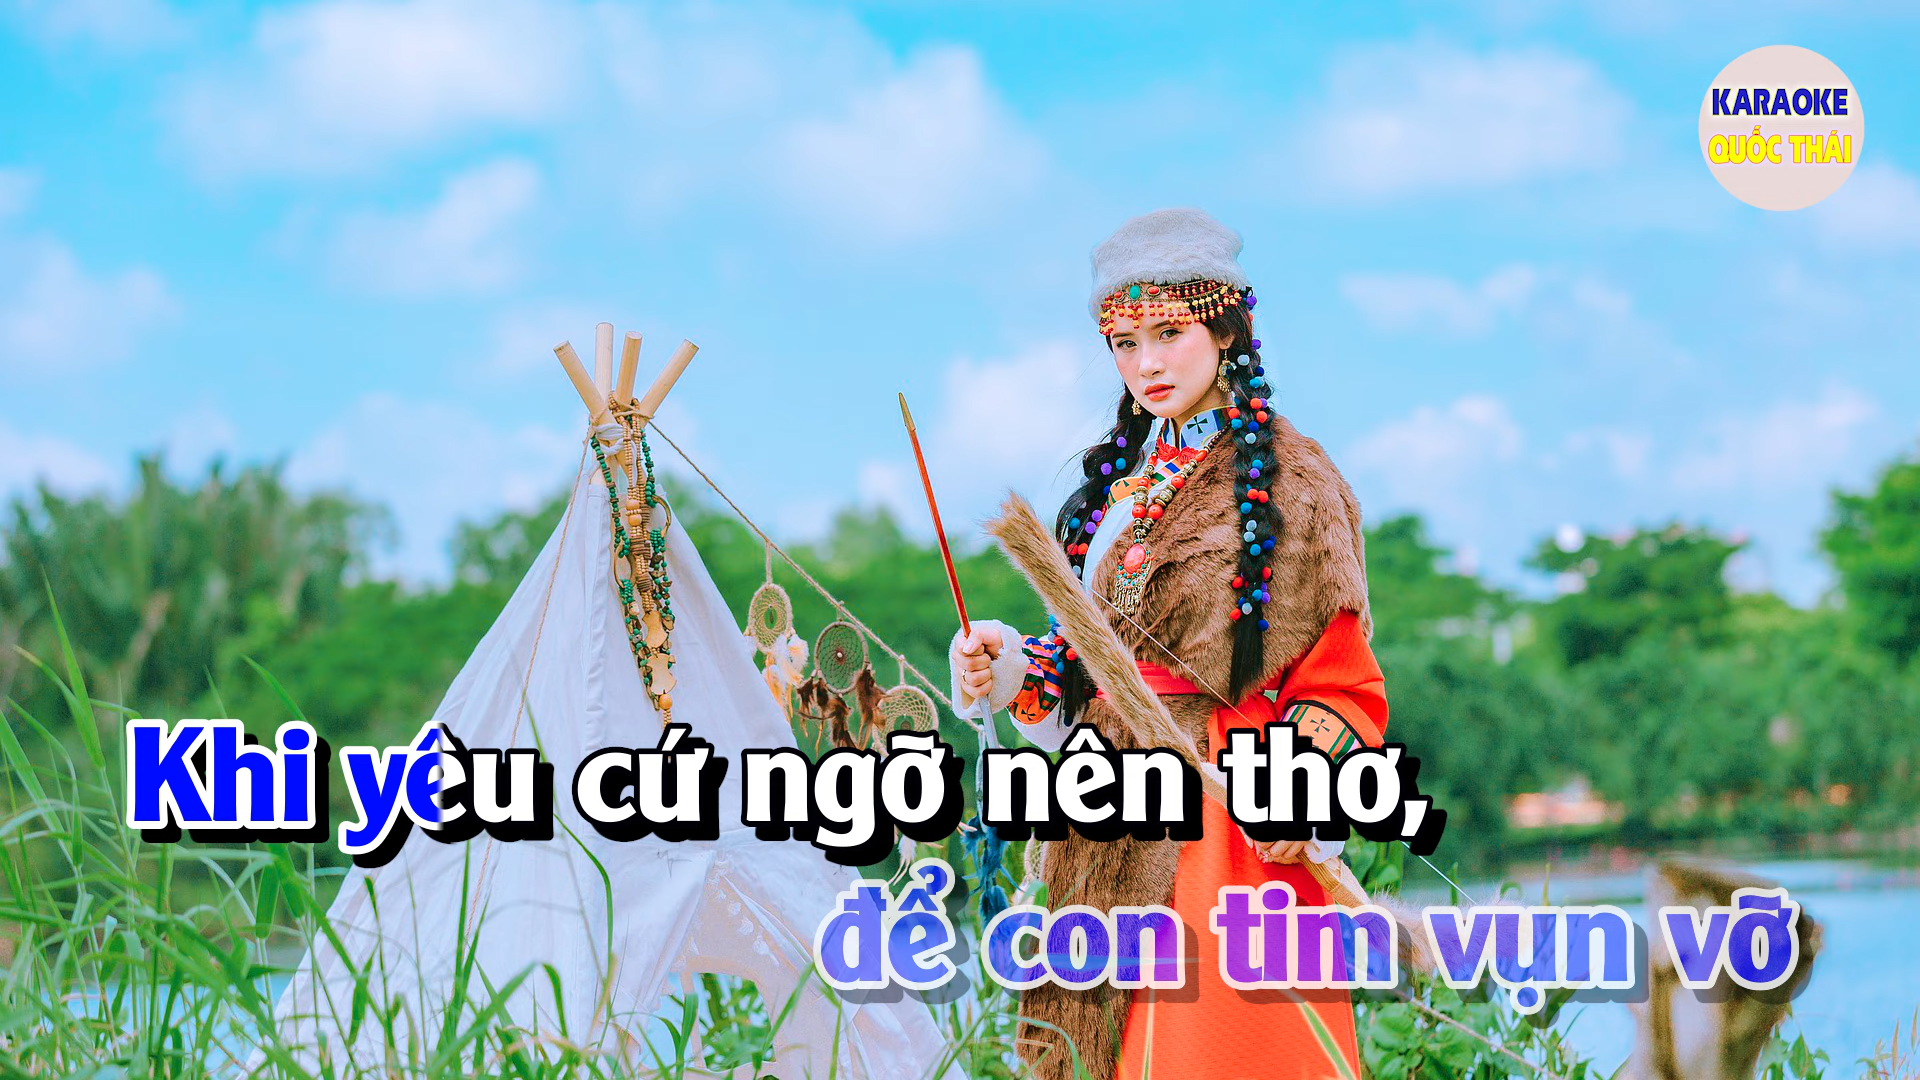 KARAOKE
QUỐC THÁI
Khi yêu cứ ngỡ nên thơ,
để con tim vụn vỡ